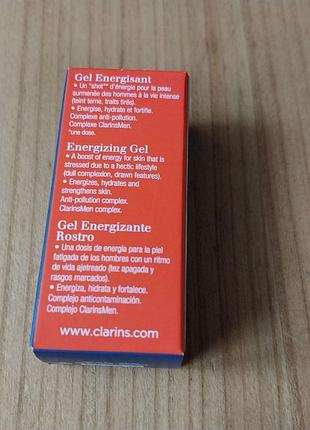 Gel Energisant
• Un "shot"* d'énergie pour la peau
surmenée des hommes à la vie intense
(teint terne, traits tirés).
• Energise, hydrate et fortifie.
Complexe anti-pollution.
Complexe ClarinsMen.
*une dose.
Energizing Gel
• A boost of energy for skin that is
stressed due to a hectic lifestyle
(dull complexion, drawn features).
• Energizes, hydrates and
strengthens skin.
Anti-pollution complex.
ClarinsMen complex.
Gel Energizante
Rostro
• Una dosis de energía para la piel
fatigada de los hombres con un ritmo
de vida ajetreado (tez apagada y
rasgos marcados).
• Energiza, hidrata y fortalece.
Complejo anticontaminación.
Complejo ClarinsMen.
www.clarins.com